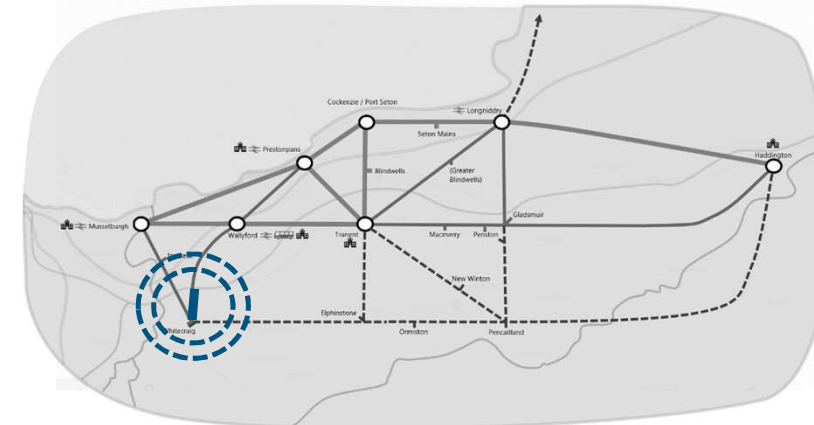 Cockenzie / Port Seton
Longniddry
Seton Mains
Prestonpans
Haddington
Blindwells
(Greater
Blindwells)
Gladsmuir
Musselburgh
Wallyford
Tranent
Macmerry
Penston
New Winton
Elphinstone
Whitecraig
Ormiston
Pencaitland